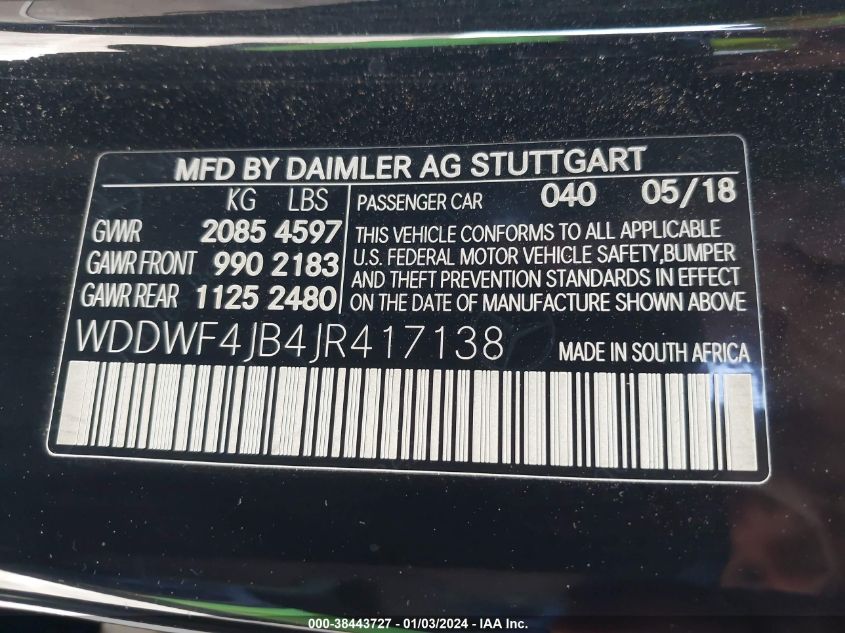 MFD BY DAIMLER AG STUTTGART
KG LBS
GVWR 2085 4597
GAWR FRONT 990 2183
GAWR REAR 1125 2480
PASSENGER CAR 040 05/18
THIS VEHICLE CONFORMS TO ALL APPLICABLE
U.S. FEDERAL MOTOR VEHICLE SAFETY,BUMPER
AND THEFT PREVENTION STANDARDS IN EFFECT
ON THE DATE OF MANUFACTURE SHOWN ABOVE
WDDWF4JB4JR417138 MADE IN SOUTH AFRICA
000-38443727 - 01/03/2024 - IAA Inc.